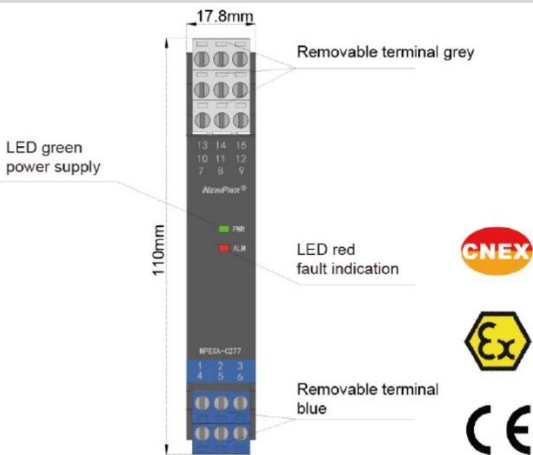 17.8mm
Removable terminal grey
LED green
power supply
13 14 15
10 11 12
7 8 9
NewPwr®
PWR
ALM
110mm
LED red
fault indication
CNEX
Ex
NPEXA-C277
1 2 3
4 5 6
Removable terminal
blue
CE